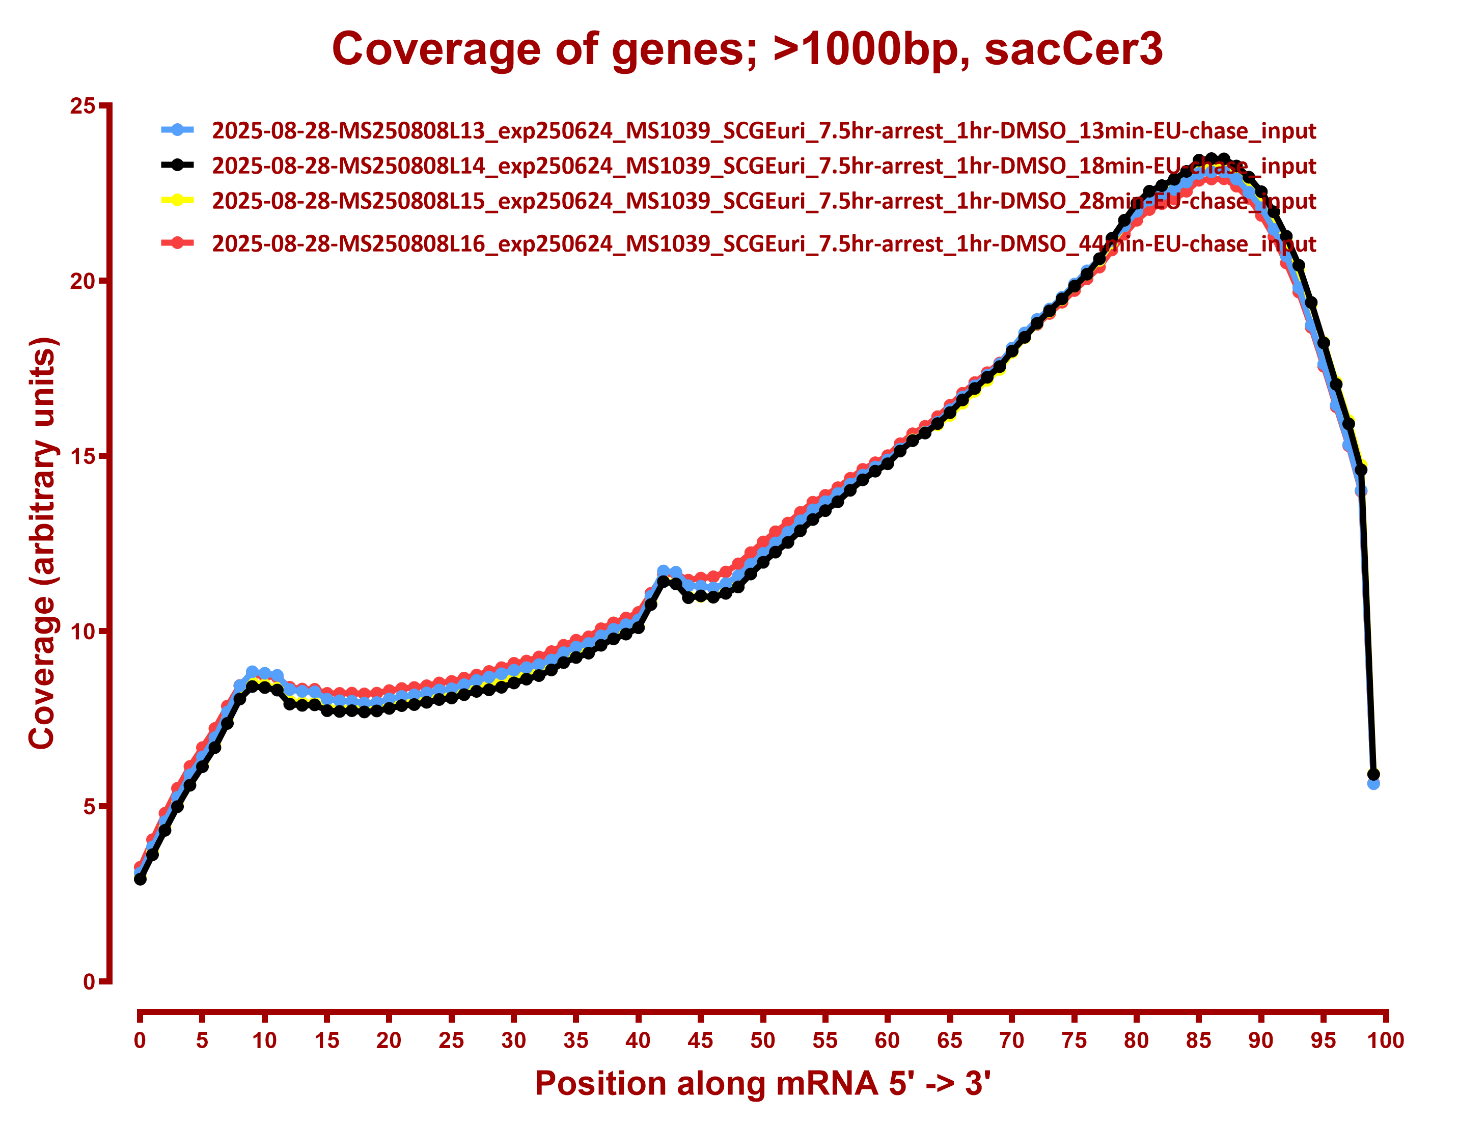 Coverage of genes; >1000bp, sacCer3
25
2025-08-28-MS250808L13_exp250624_MS1039_SCGEuri_7.5hr-arrest_1hr-DMSO_13min-EU-chase_input
2025-08-28-MS250808L14_exp250624_MS1039_SCGEuri_7.5hr-arrest_1hr-DMSO_18min-EU-chase_input
2025-08-28-MS250808L15_exp250624_MS1039_SCGEuri_7.5hr-arrest_1hr-DMSO_28min-EU-chase_input
2025-08-28-MS250808L16_exp250624_MS1039_SCGEuri_7.5hr-arrest_1hr-DMSO_44min-EU-chase_input
20
15
10
5
0
Coverage (arbitrary units)
0 5 10 15 20 25 30 35 40 45 50 55 60 65 70 75 80 85 90 95 100
Position along mRNA 5' -> 3'